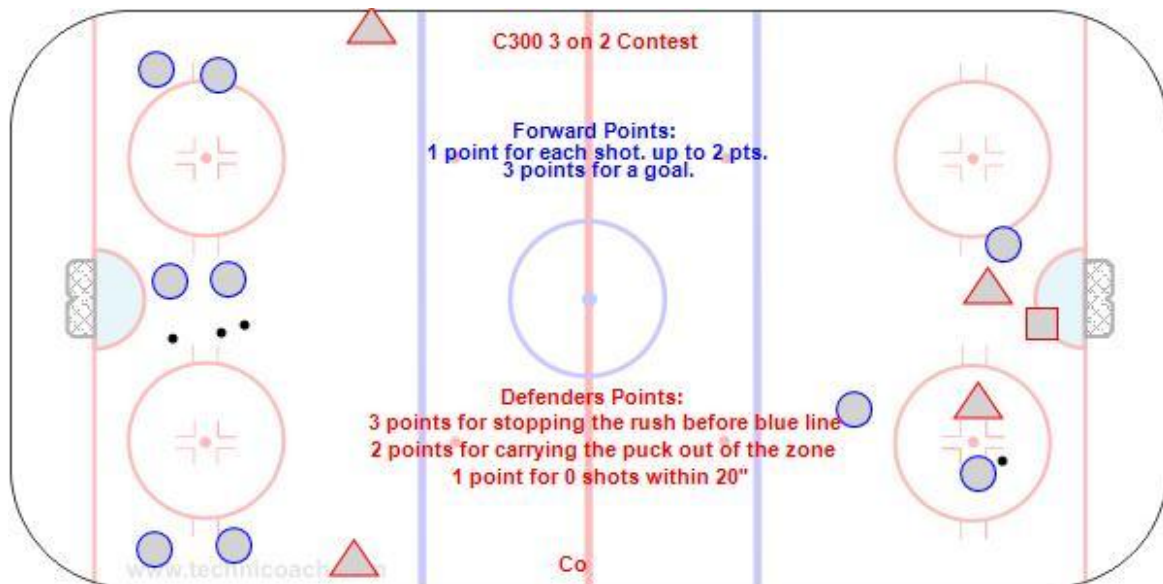 C300 3 on 2 Contest
Forward Points:
1 point for each shot. up to 2 pts.
3 points for a goal.
Defenders Points:
3 points for stopping the rush before blue line
2 points for carrying the puck out of the zone
1 point for 0 shots within 20"
Co